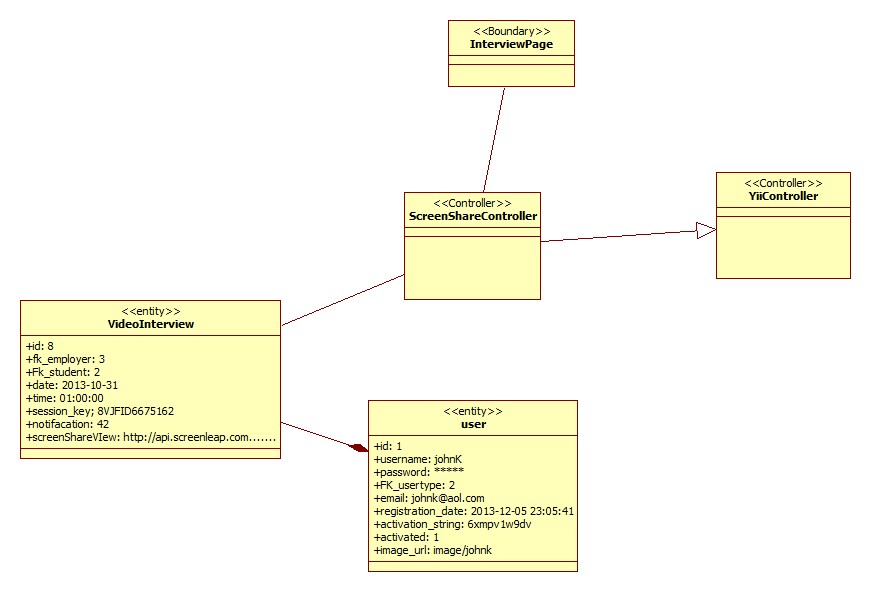 <<Boundary>>
InterviewPage
<<Controller>>
YiiController
<<Controller>>
ScreenShareController
<<entity>>
VideoInterview
+id: 8
+fk_employer: 3
+Fk_student: 2
+date: 2013-10-31
+time: 01:00:00
+session_key; 8VJFID6675162
+notifacation: 42
+screenShareVIew: http://api.screenleap.com.......
<<entity>>
user
+id: 1
+username: johnK
+password: *****
+FK_usertype: 2
+email: johnk@aol.com
+registration_date: 2013-12-05 23:05:41
+activation_string: 6xmpv1w9dv
+activated: 1
+image_url: image/johnk